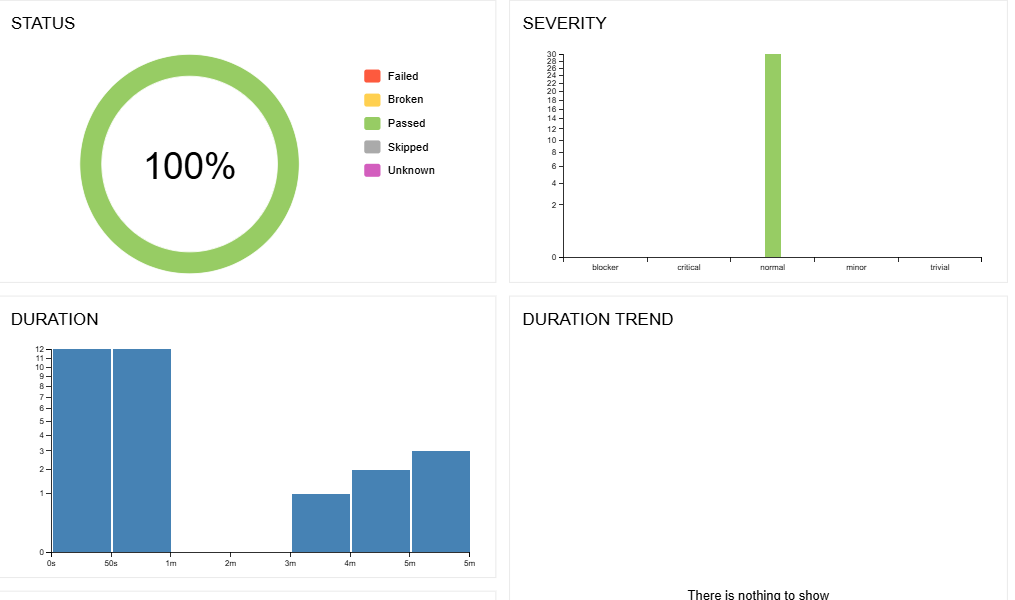 STATUS
100%
Failed
Broken
Passed
Skipped
Unknown
SEVERITY
30
28
26
24
22
20
18
16
14
12
10
8
6
4
2
0
blocker critical normal minor trivial
DURATION
12
11
10
9
8
7
6
5
4
3
2
1
0
0s 50s 1m 2m 3m 4m 5m 5m
DURATION TREND
There is nothing to show